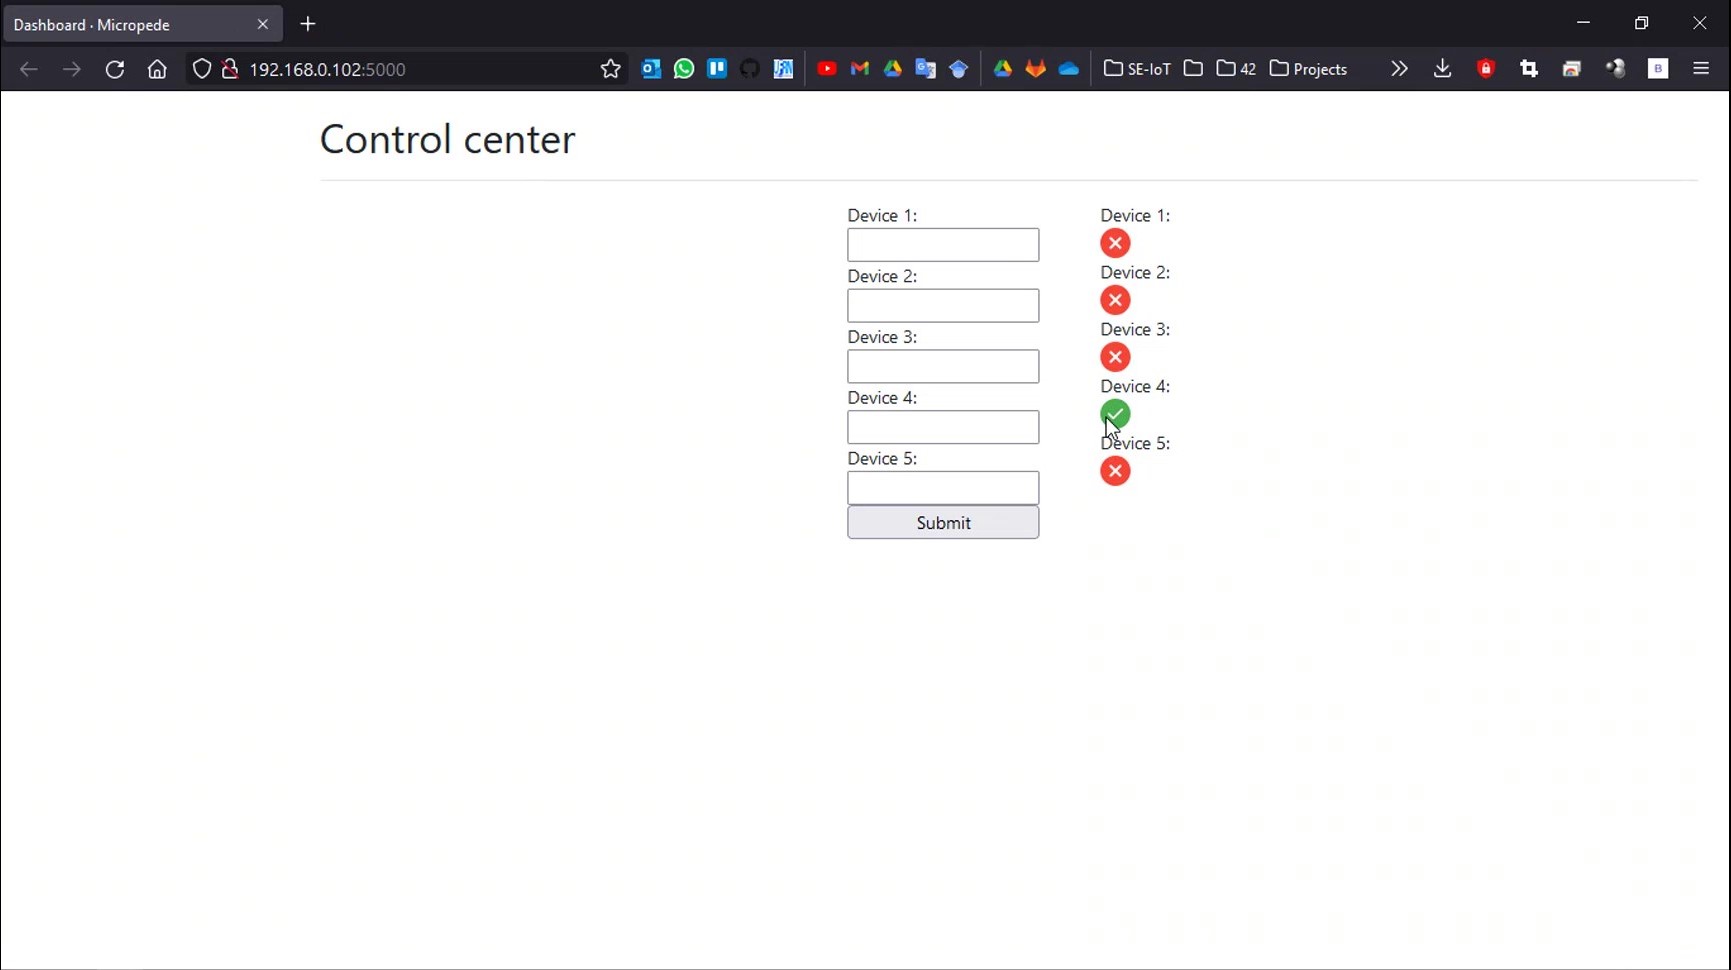 Dashboard · Micropede
192.168.0.102:5000
SE-IoT
42
Projects
B
Control center
Device 1:
Device 2:
Device 3:
Device 4:
Device 5:
Submit
Device 1:
Device 2:
Device 3:
Device 4:
Device 5: